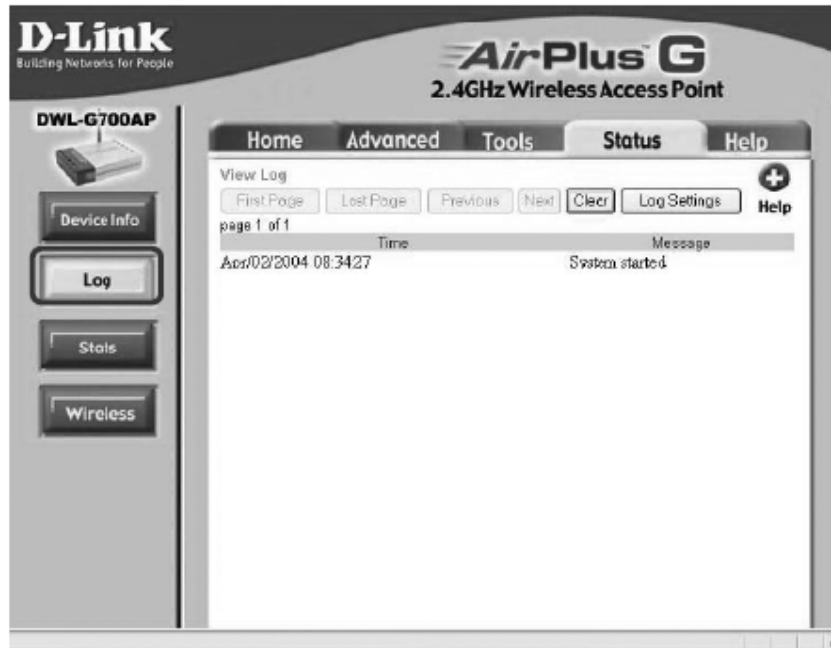 D-Link
Building Networks for People
AirPlus™ G
2.4GHz Wireless Access Point
DWL-G700AP
Home Advanced Tools Status Help
Device Info
Log
Stats
Wireless
View Log
First Page Last Page Previous Next Clear Log Settings Help
page 1 of 1
Time Message
Apr/02/2004 08:34:27 System started